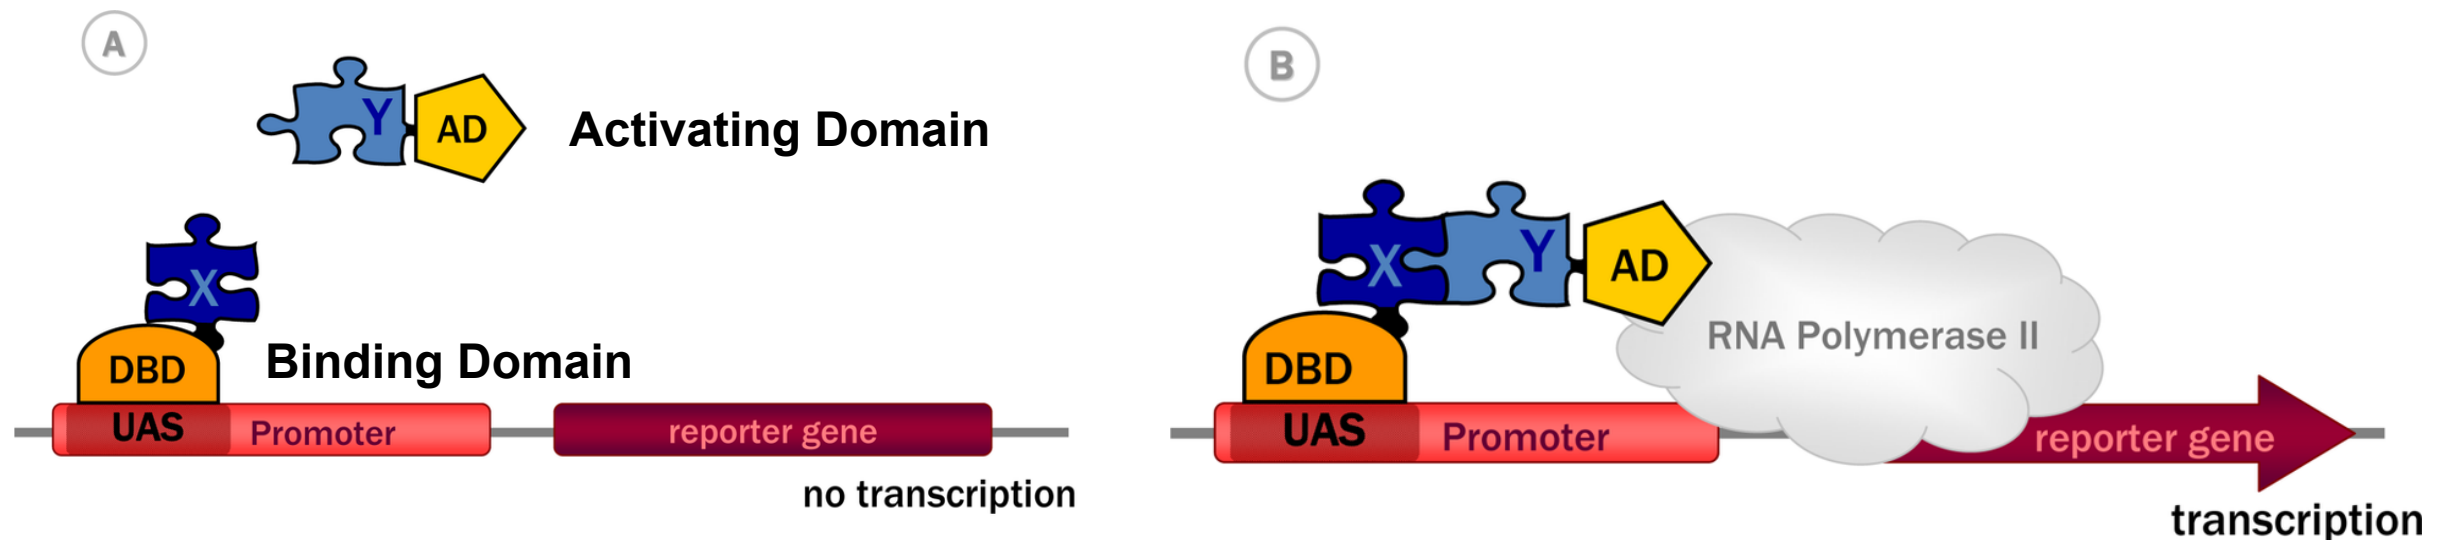 A
Y
AD
Activating Domain
X
DBD
Binding Domain
UAS
Promoter
reporter gene
no transcription
B
X
Y
AD
RNA Polymerase II
DBD
UAS
Promoter
reporter gene
transcription